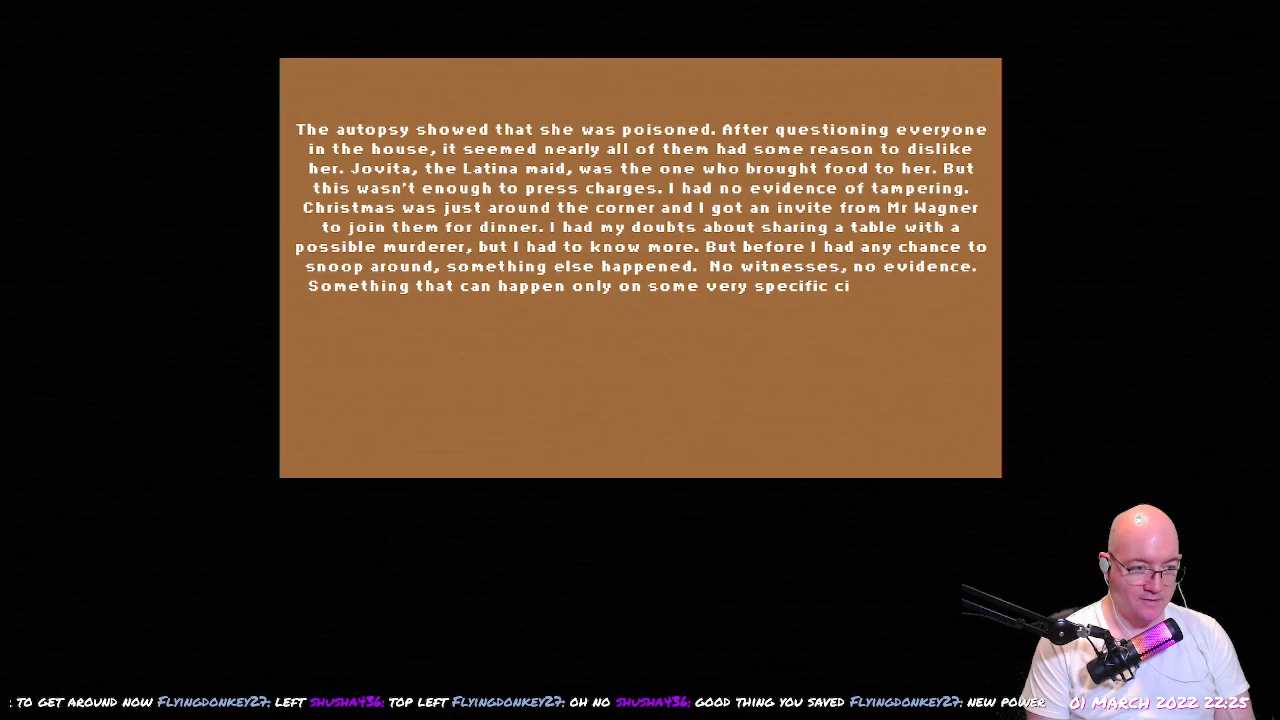 The autopsy showed that she was poisoned. After questioning everyone
in the house, it seemed nearly all of them had some reason to dislike
her. Jovita, the Latina maid, was the one who brought food to her. But
this wasn't enough to press charges. I had no evidence of tampering.
Christmas was just around the corner and I got an invite from Mr Wagner
to join them for dinner. I had my doubts about sharing a table with a
possible murderer, but I had to know more. But before I had any chance to
snoop around, something else happened.  No witnesses, no evidence.
Something that can happen only on some very specific ci
: TO GET AROUND NOW FLYINGDONKEY27: LEFT SHUSHA436: TOP LEFT FLYINGDONKEY27: OH NO SHUSHA436: GOOD THING YOU SAVED FLYINGDONKEY27: NEW POWER
01 MARCH 2022 22:25